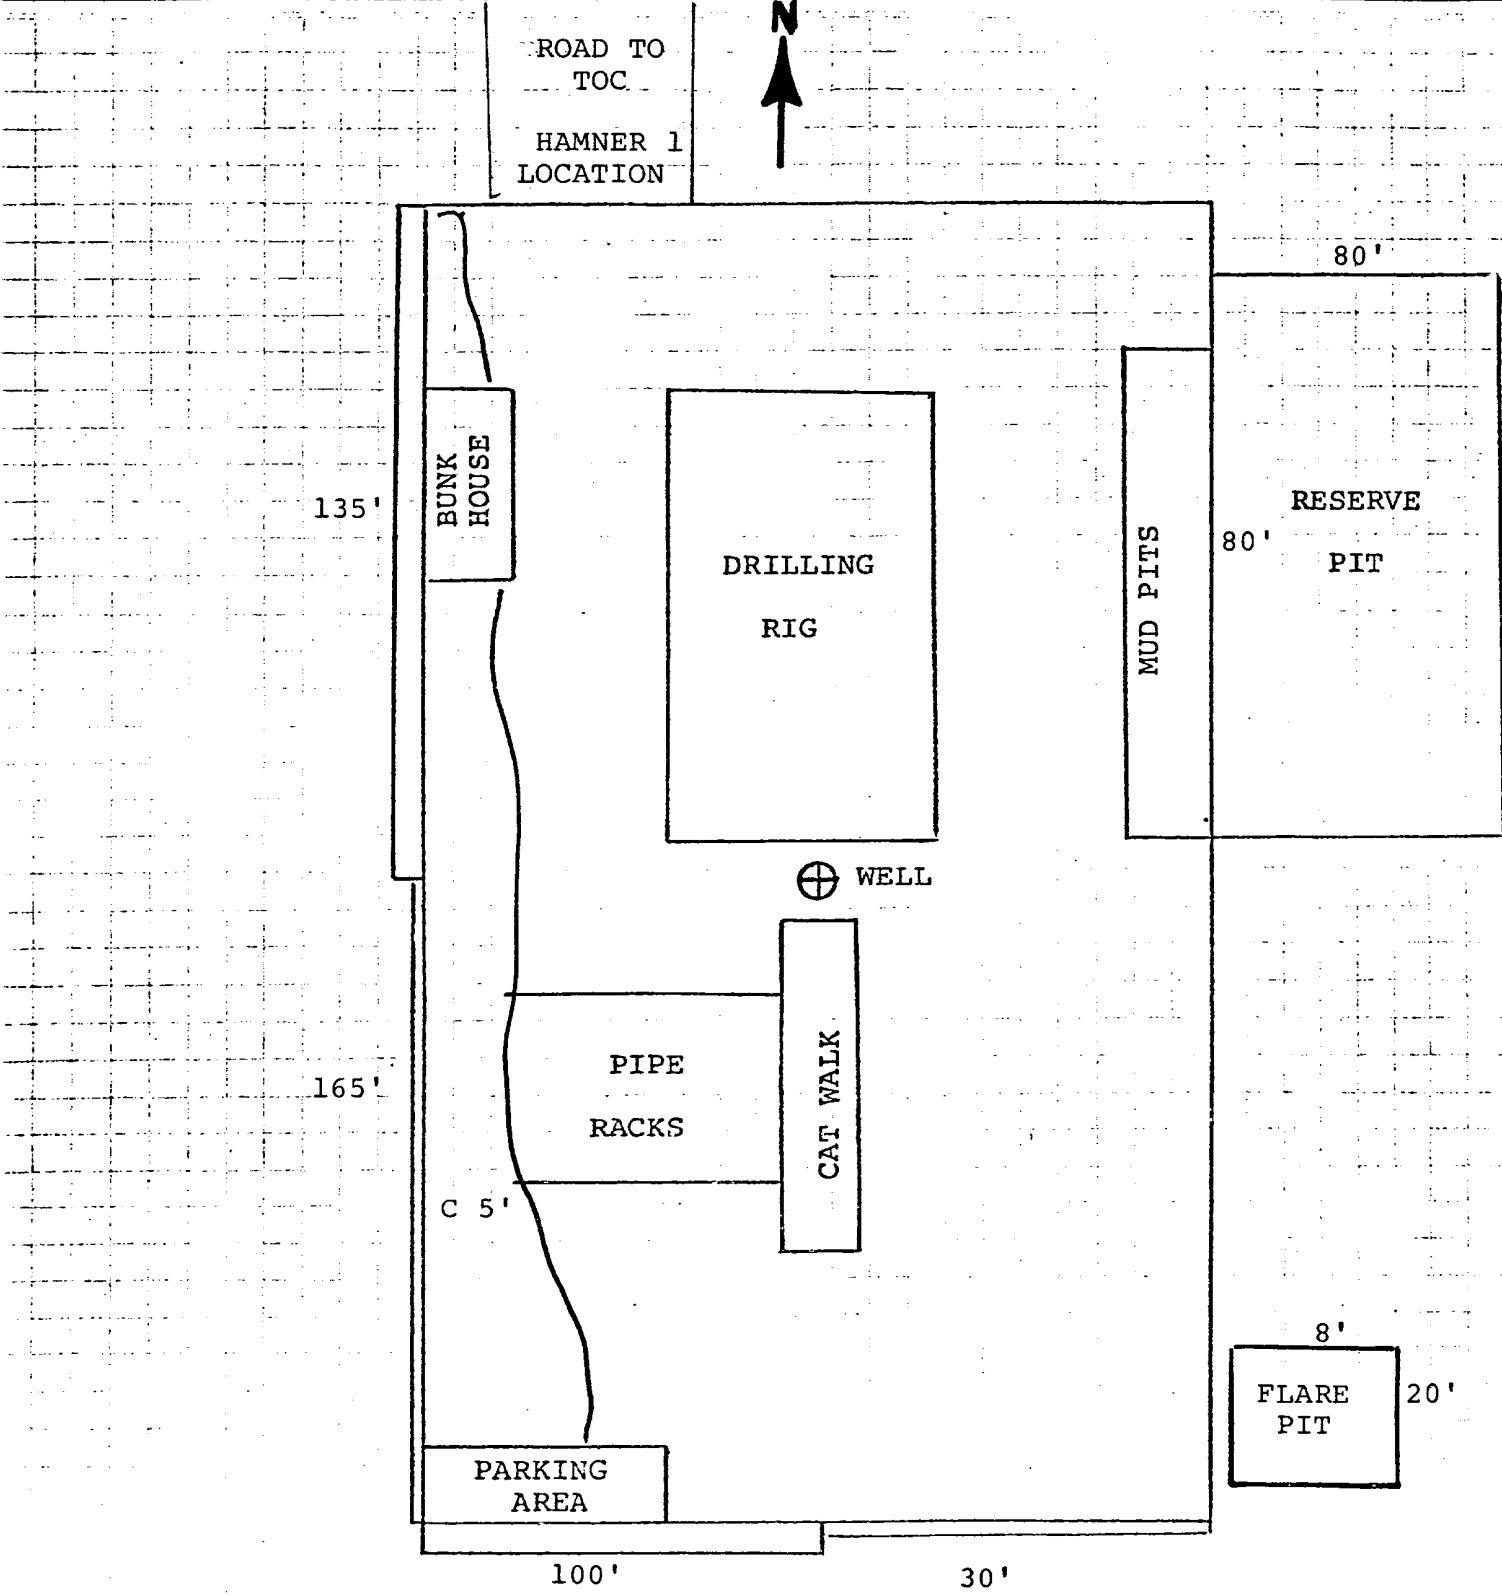 N
ROAD TO
TOC
HAMNER 1
LOCATION
80'
BUNK
HOUSE
135'
DRILLING
RIG
MUD PITS
80'
RESERVE
PIT
WELL
PIPE
RACKS
CAT WALK
165'
C 5'
8'
FLARE
PIT
20'
PARKING
AREA
100'
30'